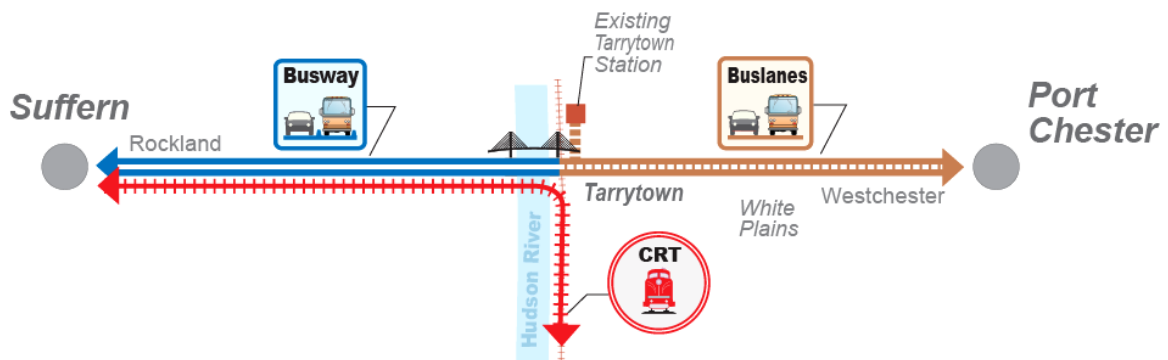 Existing
Tarrytown
Station
Busway
Buslanes
Suffern
Port
Chester
Rockland
Tarrytown
White
Plains
Westchester
Hudson River
CRT